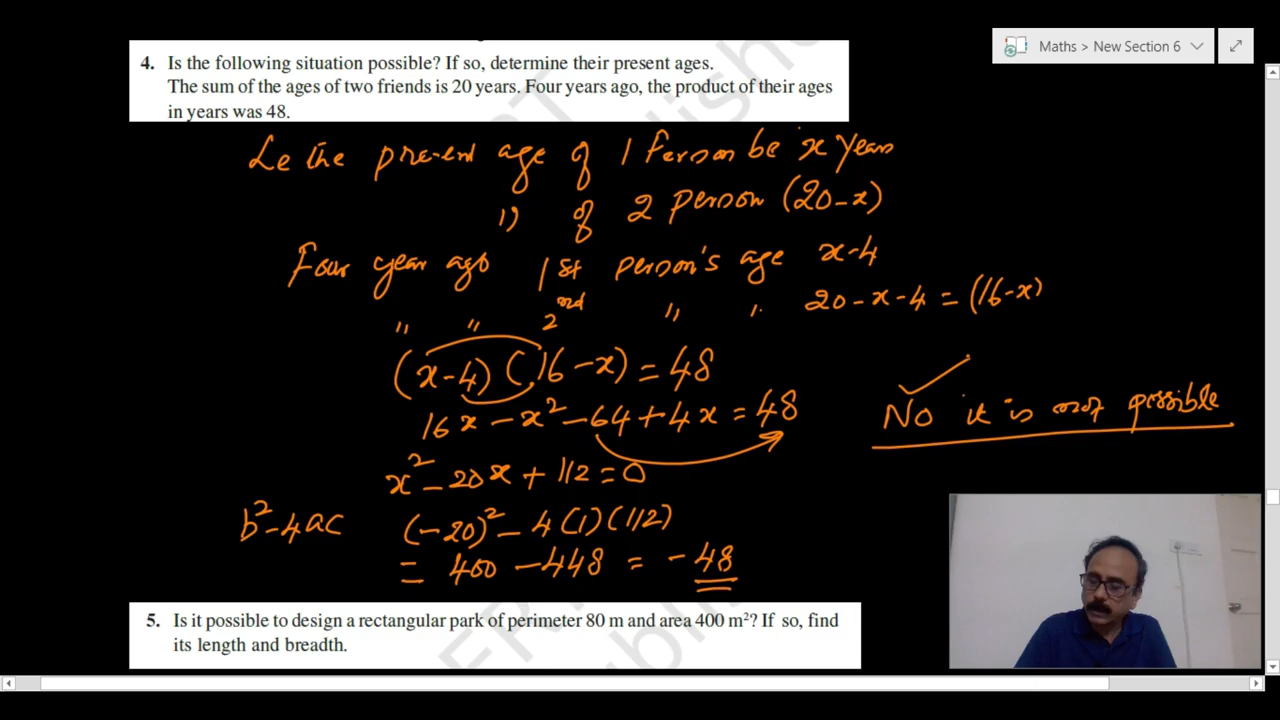 Maths > New Section 6
4. Is the following situation possible? If so, determine their present ages.
The sum of the ages of two friends is 20 years. Four years ago, the product of their ages
in years was 48.
Le the present age of 1 Person be x years
" of 2 person (20-x)
Four year ago 1st person's age x-4
" " 2nd " " 20-x-4 = (16-x)
(x-4) (16-x) = 48
16x - x² - 64 + 4x = 48
No it is not possible
x² - 20x + 112 = 0
b²-4ac (-20)² - 4(1)(112)
= 400 - 448 = -48
5. Is it possible to design a rectangular park of perimeter 80 m and area 400 m²? If so, find
its length and breadth.